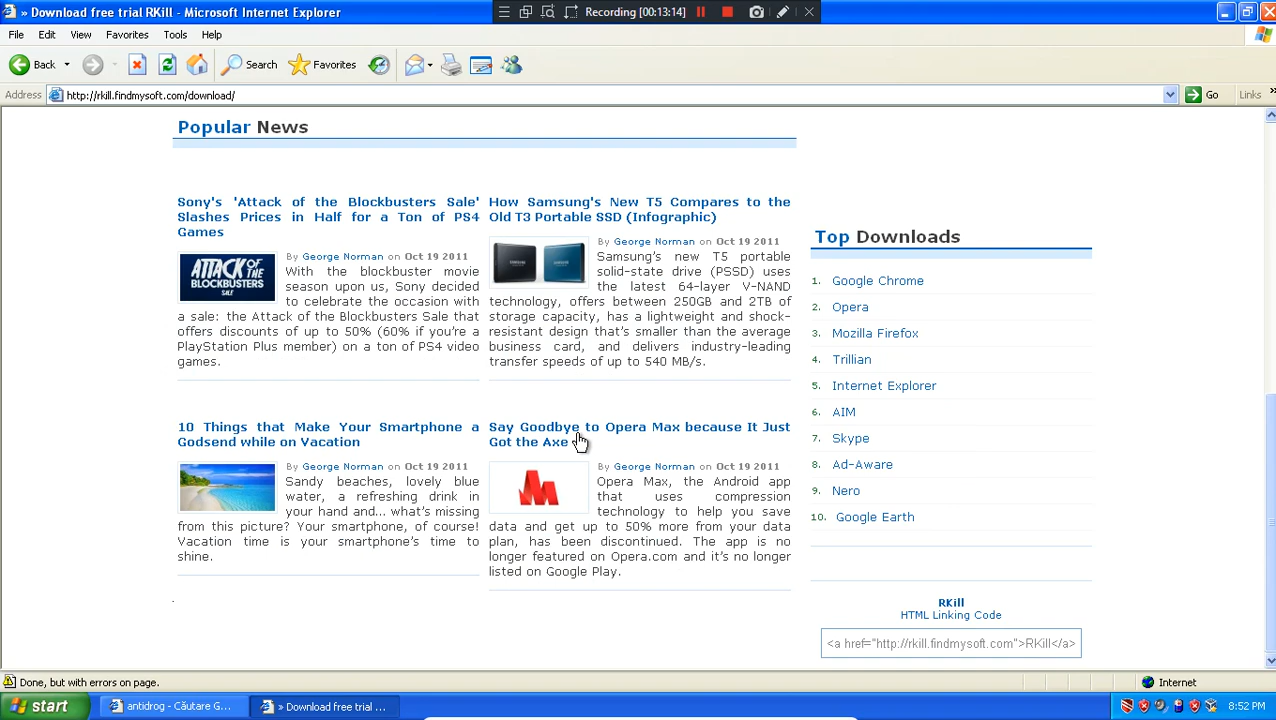 » Download free trial RKill - Microsoft Internet Explorer
Recording [00:13:14]
File Edit View Favorites Tools Help
Back Search Favorites
Address http://rkill.findmysoft.com/download/ Go Links
Popular News
Sony's 'Attack of the Blockbusters Sale'
Slashes Prices in Half for a Ton of PS4
Games
By George Norman on Oct 19 2011
ATTACK OF THE BLOCKBUSTERS SALE
With the blockbuster movie
season upon us, Sony decided
to celebrate the occasion with
a sale: the Attack of the Blockbusters Sale that
offers discounts of up to 50% (60% if you're a
PlayStation Plus member) on a ton of PS4 video
games.
How Samsung's New T5 Compares to the
Old T3 Portable SSD (Infographic)
By George Norman on Oct 19 2011
Samsung's new T5 portable
solid-state drive (PSSD) uses
the latest 64-layer V-NAND
technology, offers between 250GB and 2TB of
storage capacity, has a lightweight and shock-
resistant design that's smaller than the average
business card, and delivers industry-leading
transfer speeds of up to 540 MB/s.
10 Things that Make Your Smartphone a
Godsend while on Vacation
By George Norman on Oct 19 2011
Sandy beaches, lovely blue
water, a refreshing drink in
your hand and... what's missing
from this picture? Your smartphone, of course!
Vacation time is your smartphone's time to
shine.
Say Goodbye to Opera Max because It Just
Got the Axe
By George Norman on Oct 19 2011
Opera Max, the Android app
that uses compression
technology to help you save
data and get up to 50% more from your data
plan, has been discontinued. The app is no
longer featured on Opera.com and it's no longer
listed on Google Play.
Top Downloads
1. Google Chrome
2. Opera
3. Mozilla Firefox
4. Trillian
5. Internet Explorer
6. AIM
7. Skype
8. Ad-Aware
9. Nero
10. Google Earth
RKill
HTML Linking Code
<a href="http://rkill.findmysoft.com">RKill</a>
Done, but with errors on page. Internet
start antidrog - Căutare G... » Download free trial ... 8:52 PM